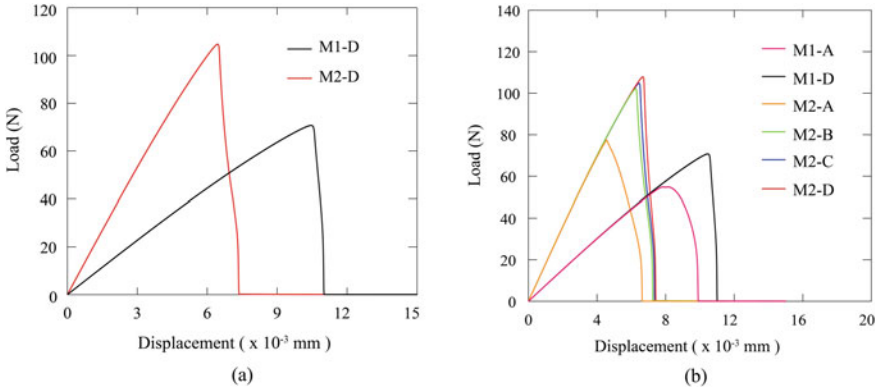 120
100
80
60
40
20
0
Load (N)
0
3
6
9
12
15
Displacement ( x 10-3 mm )
M1-D
M2-D
(a)
140
120
100
80
60
40
20
0
Load (N)
0
4
8
12
16
20
Displacement ( x 10-3 mm )
M1-A
M1-D
M2-A
M2-B
M2-C
M2-D
(b)